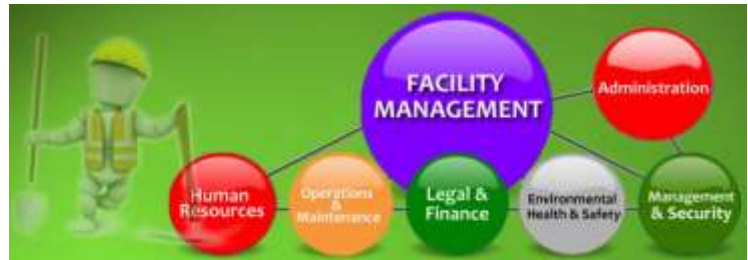 FACILITY
MANAGEMENT
Administration
Human
Resources
Operations
&
Maintenance
Legal &
Finance
Environmental
Health & Safety
Management
& Security